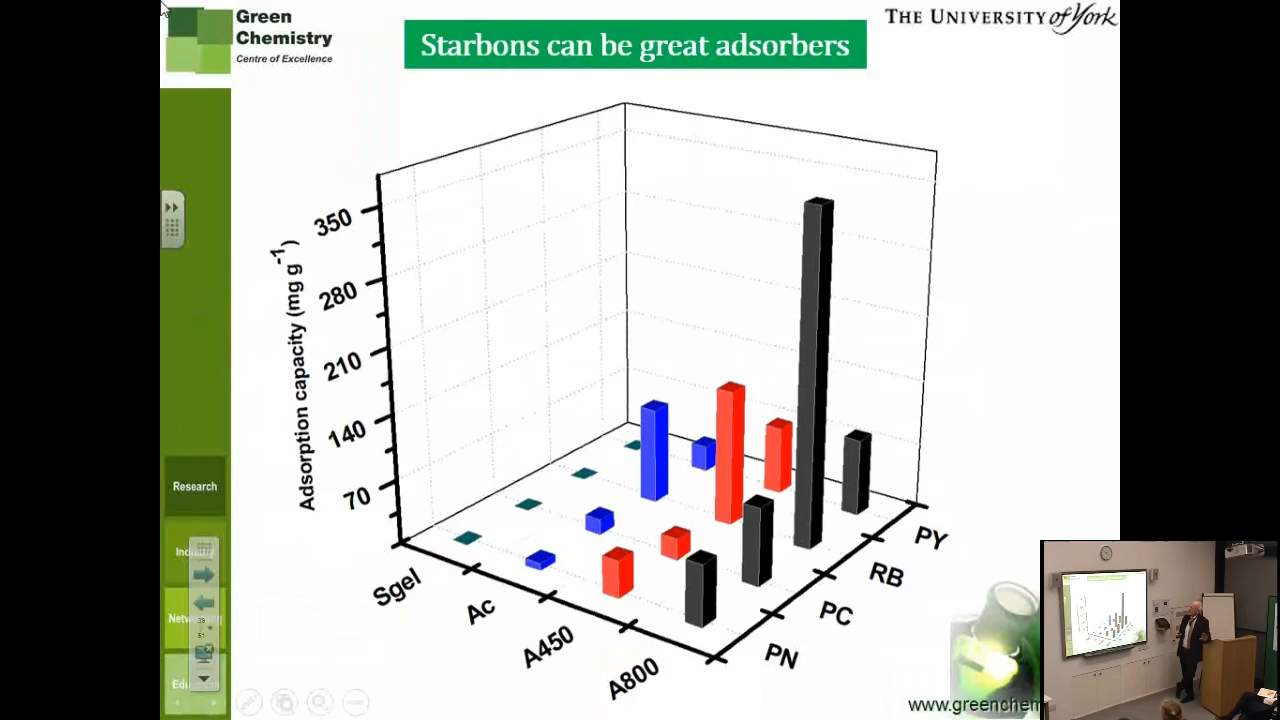 Green
Chemistry
Centre of Excellence
Starbons can be great adsorbers
THE UNIVERSITY of York
Adsorption capacity (mg g-1)
350
280
210
140
70
Sgel
Ac
A450
A800
PN
PC
RB
PY
Research
www.greenchem